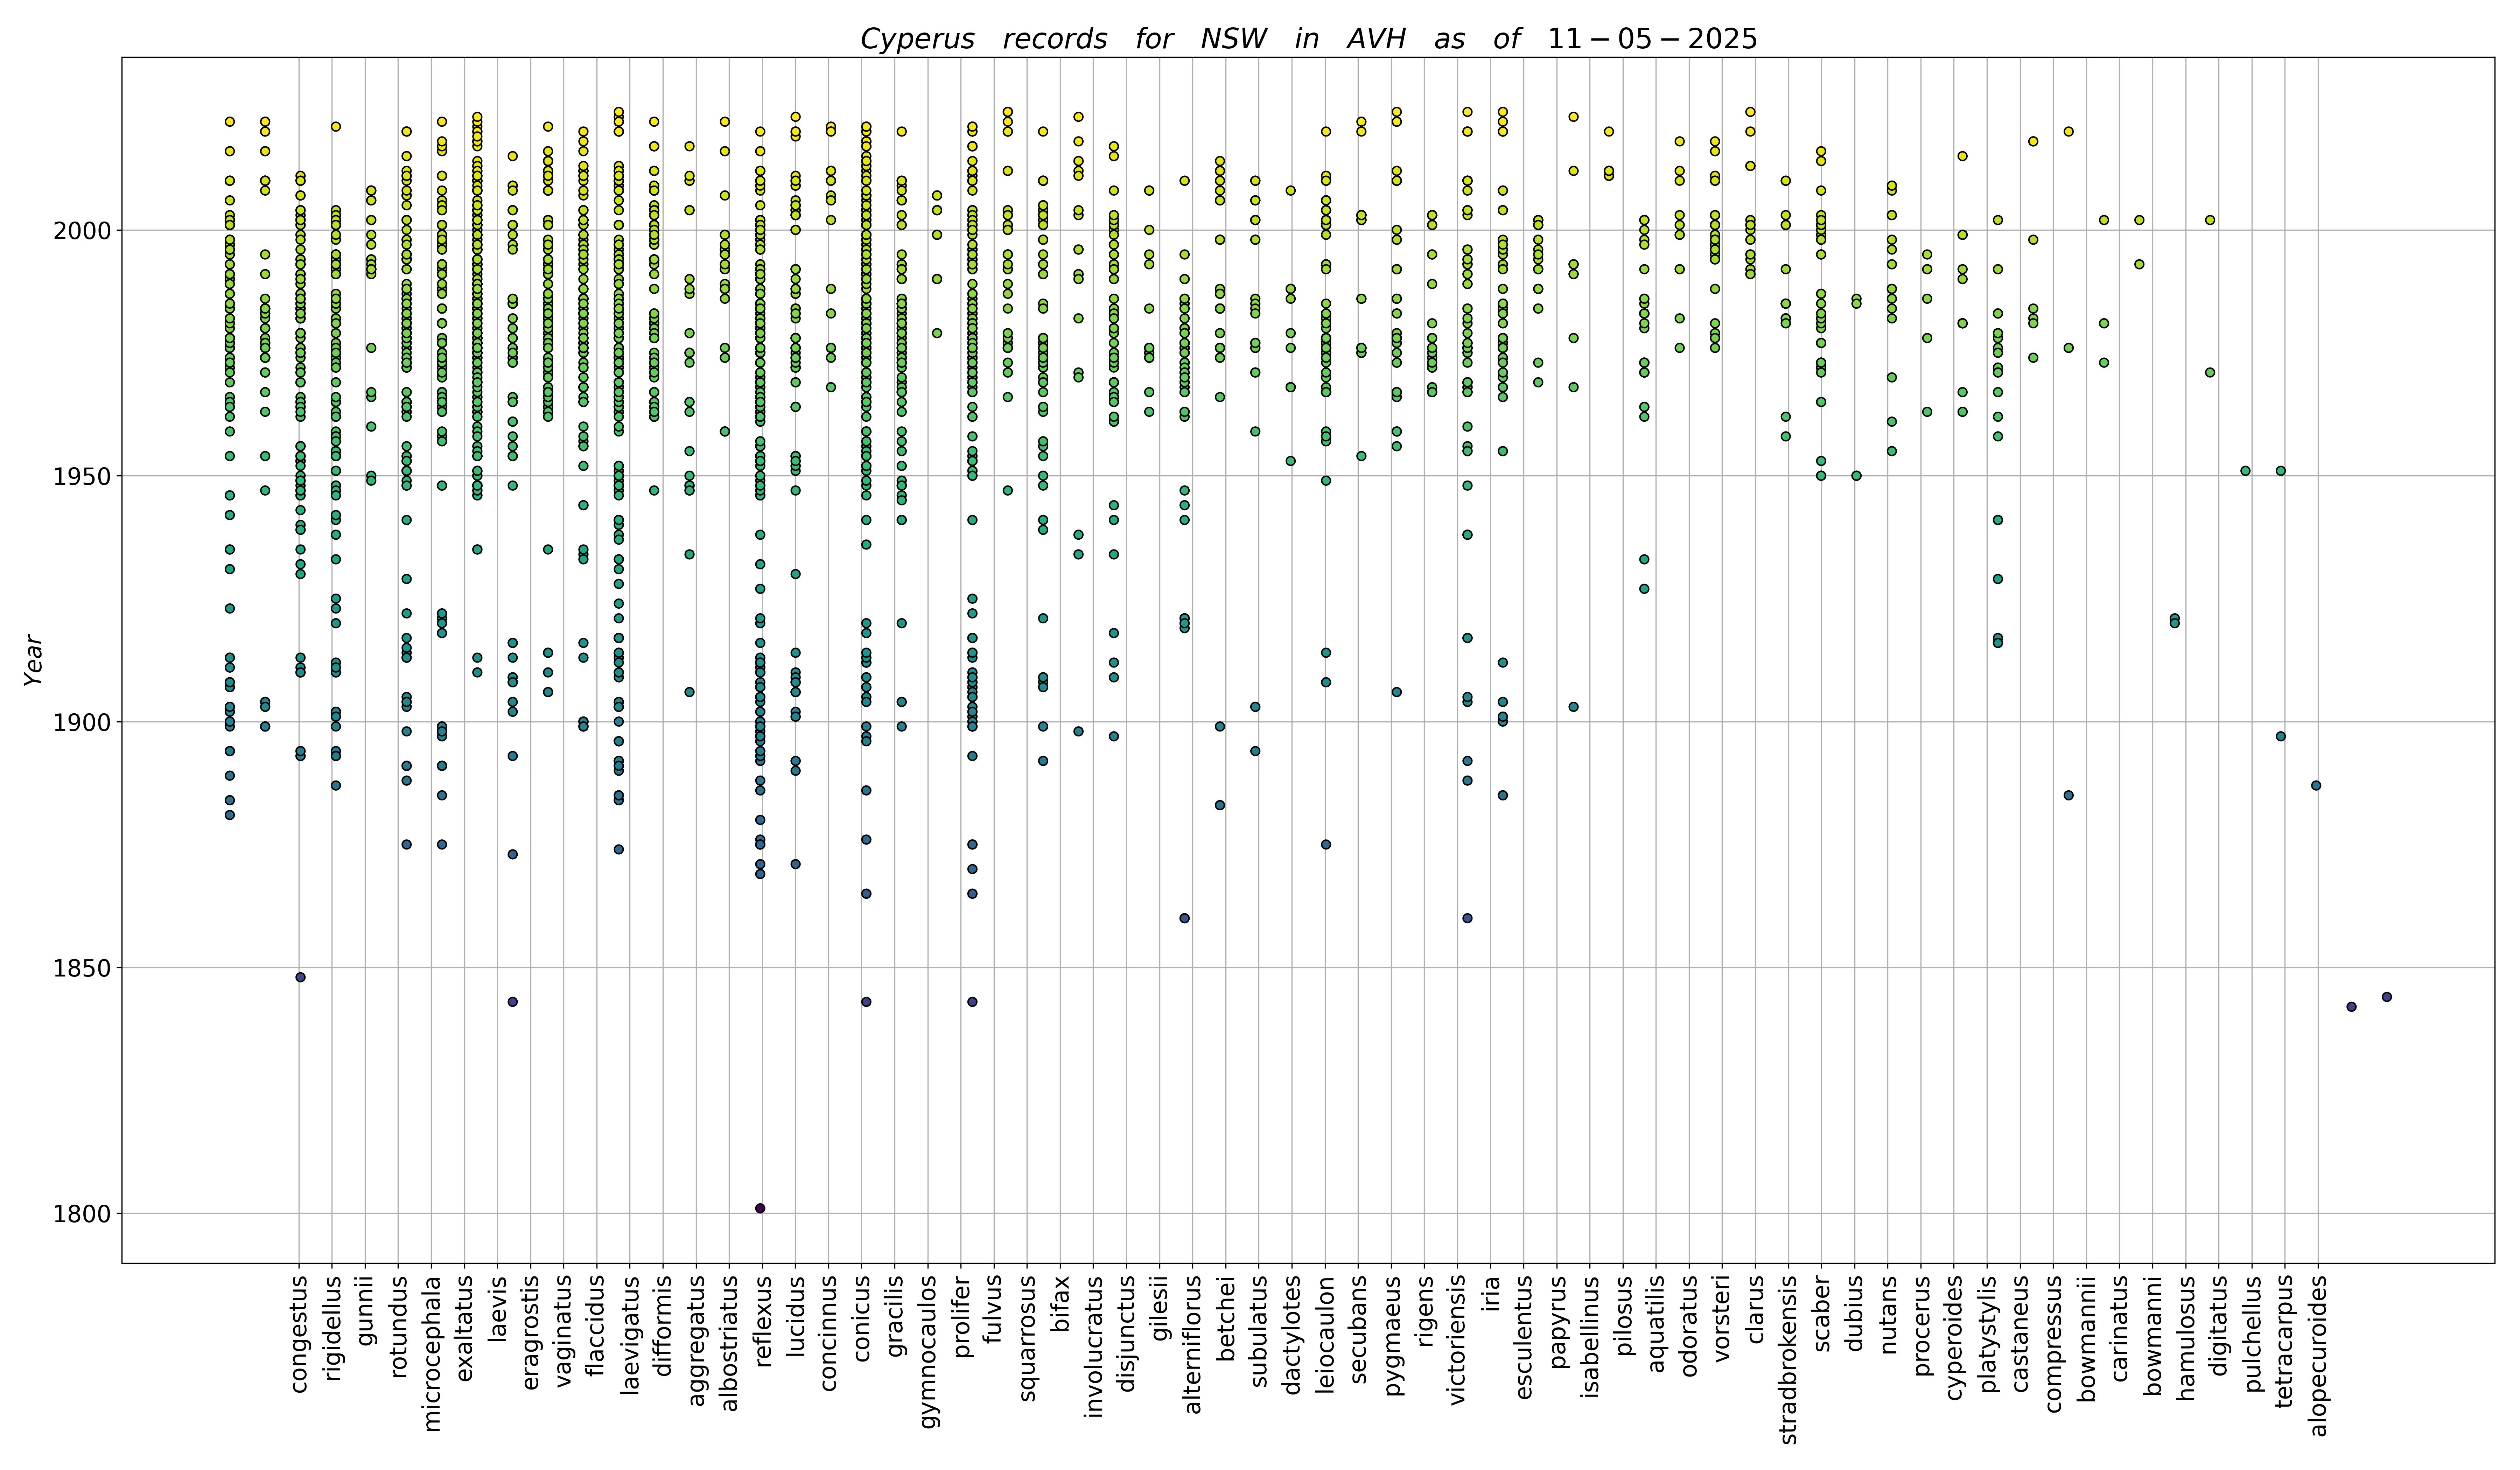 Cyperus records for NSW in AVH as of 11 − 05 − 2025
Year
2000
1950
1900
1850
1800
congestus
rigidellus
gunnii
rotundus
microcephala
exaltatus
laevis
eragrostis
vaginatus
flaccidus
laevigatus
difformis
aggregatus
albostriatus
reflexus
lucidus
concinnus
conicus
gracilis
gymnocaulos
prolifer
fulvus
squarrosus
bifax
involucratus
disjunctus
gilesii
alterniflorus
betchei
subulatus
dactylotes
leiocaulon
secubans
pygmaeus
rigens
victoriensis
iria
esculentus
papyrus
isabellinus
pilosus
aquatilis
odoratus
vorsteri
clarus
stradbrokensis
scaber
dubius
nutans
procerus
cyperoides
platystylis
castaneus
compressus
bowmannii
carinatus
bowmanni
hamulosus
digitatus
pulchellus
tetracarpus
alopecuroides